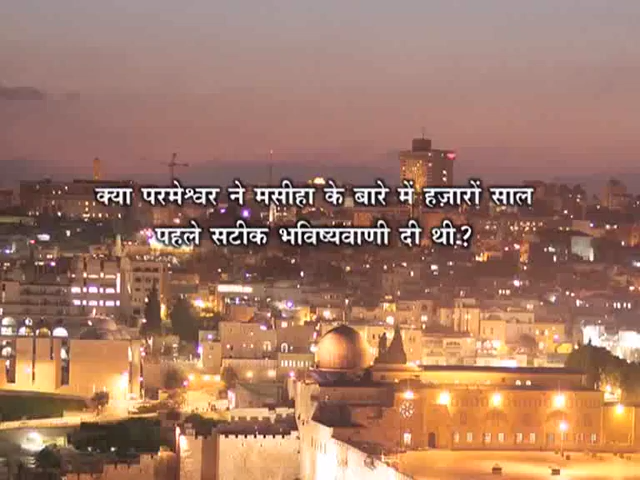 क्या परमेश्वर ने मसीहा के बारे में हज़ारों साल
पहले सटीक भविष्यवाणी दी थी?